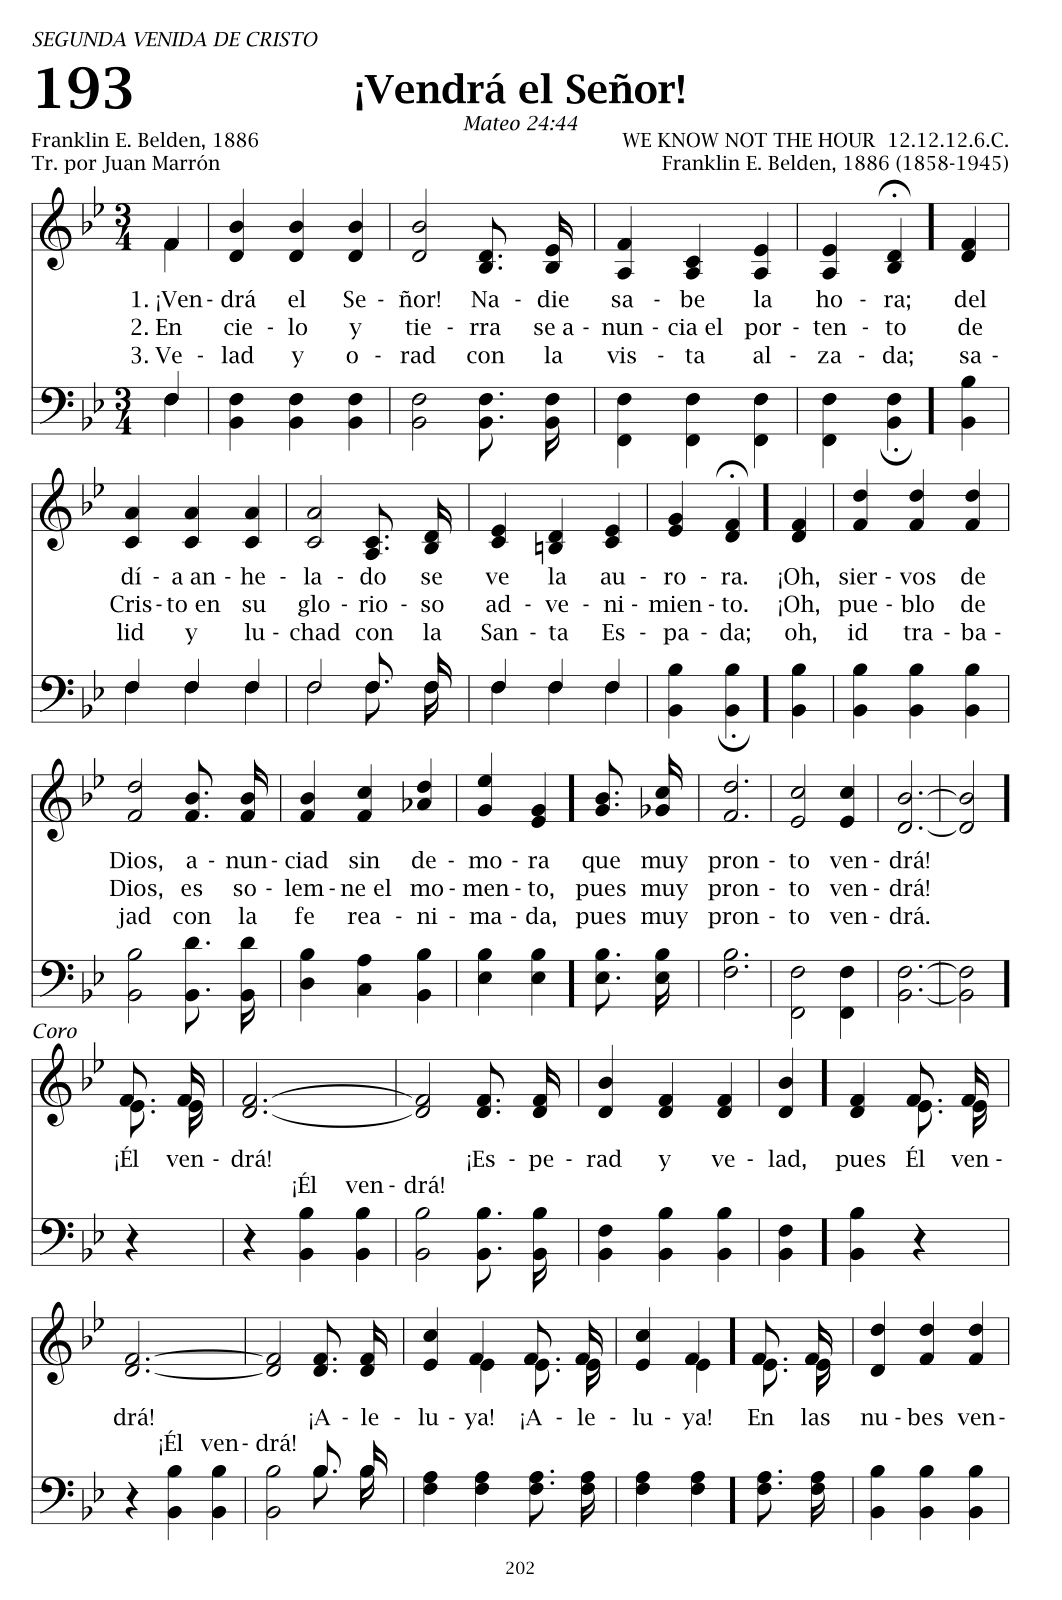 SEGUNDA VENIDA DE CRISTO
193
¡Vendrá el Señor!
Mateo 24:44
Franklin E. Belden, 1886
WE KNOW NOT THE HOUR 12.12.12.6.C.
Tr. por Juan Marrón
Franklin E. Belden, 1886 (1858-1945)
1. ¡Ven - drá el Se - ñor! Na - die sa - be la ho - ra; del
2. En cie - lo y tie - rra se a - nun - cia el por - ten - to de
3. Ve - lad y o - rad con la vis - ta al - za - da; sa -
dí - a an - he - la - do se ve la au - ro - ra. ¡Oh, sier - vos de
Cris - to en su glo - rio - so ad - ve - ni - mien - to. ¡Oh, pue - blo de
lid y lu - chad con la San - ta Es - pa - da; oh, id tra - ba -
Dios, a - nun - ciad sin de - mo - ra que muy pron - to ven - drá!
Dios, es so - lem - ne el mo - men - to, pues muy pron - to ven - drá!
jad con la fe rea - ni - ma - da, pues muy pron - to ven - drá.
Coro
¡Él ven - drá! ¡Es - pe - rad y ve - lad, pues Él ven -
¡Él ven - drá!
drá! ¡A - le - lu - ya! ¡A - le - lu - ya! En las nu - bes ven -
¡Él ven - drá!
202